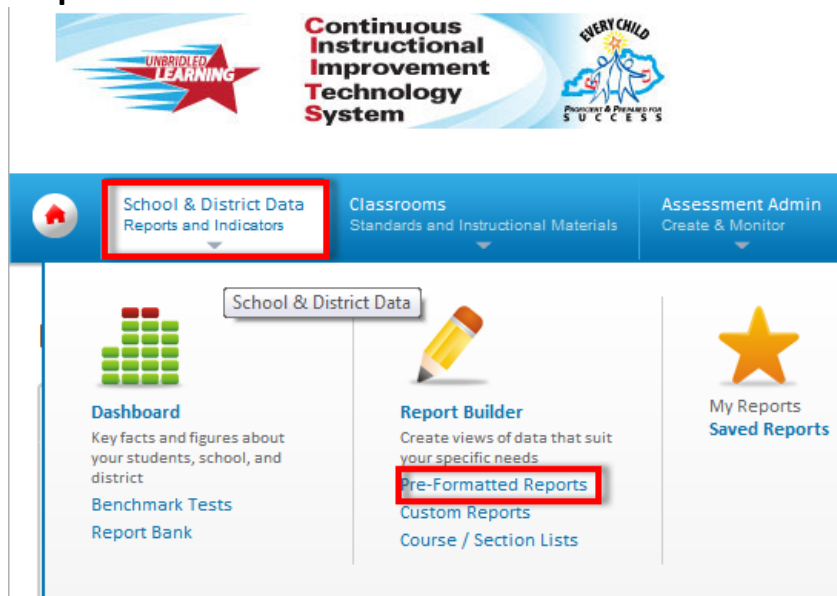 UNBRIDLED
LEARNING
Continuous
Instructional
Improvement
Technology
System
EVERY CHILD
PROFICIENT & PREPARED FOR
SUCCESS
School & District Data
Reports and Indicators
Classrooms
Standards and Instructional Materials
Assessment Admin
Create & Monitor
School & District Data
Dashboard
Key facts and figures about
your students, school, and
district
Benchmark Tests
Report Bank
Report Builder
Create views of data that suit
your specific needs
Pre-Formatted Reports
Custom Reports
Course / Section Lists
My Reports
Saved Reports